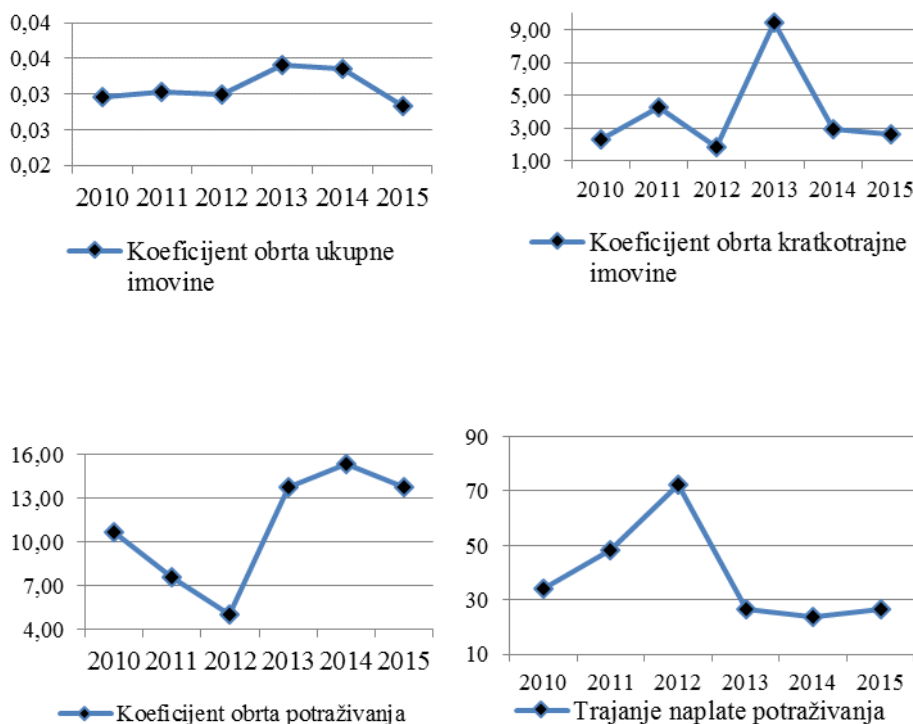 0,04
0,04
0,03
0,03
0,02
2010 2011 2012 2013 2014 2015
Koeficijent obrta ukupne
imovine
9,00
7,00
5,00
3,00
1,00
2010 2011 2012 2013 2014 2015
Koeficijent obrta kratkotrajne
imovine
16,00
13,00
10,00
7,00
4,00
2010 2011 2012 2013 2014 2015
Koeficijent obrta potraživanja
90
70
50
30
10
2010 2011 2012 2013 2014 2015
Trajanje naplate potraživanja